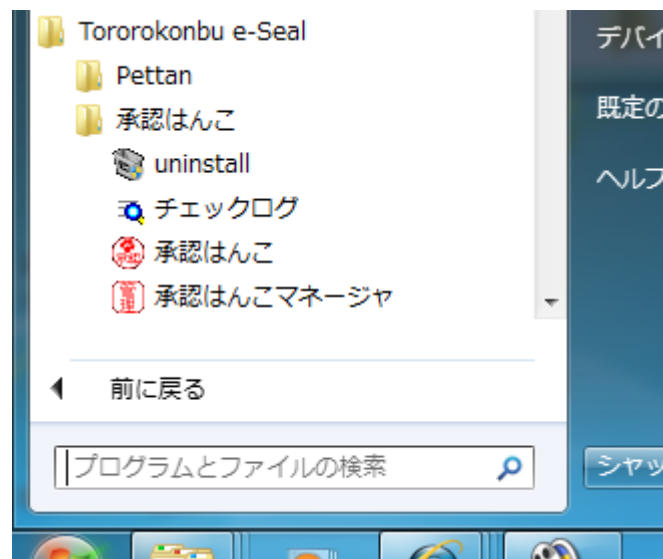 Tororokonbu e-Seal
Pettan
承認はんこ
uninstall
チェックログ
承認はんこ
承認はんこマネージャ
前に戻る
プログラムとファイルの検索
デバイ
既定の
ヘルプ
シャッ